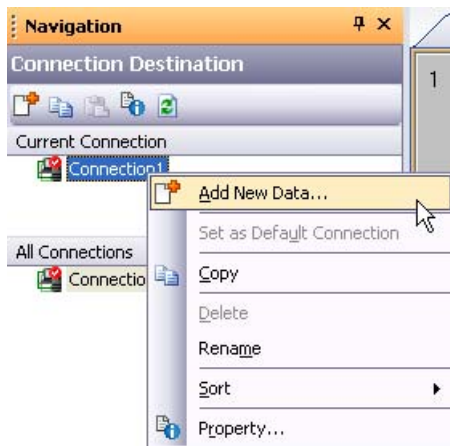 Navigation
Connection Destination
1
Current Connection
Connection1
Add New Data...
Set as Default Connection
All Connections
Connectio
Copy
Delete
Rename
Sort
Property...